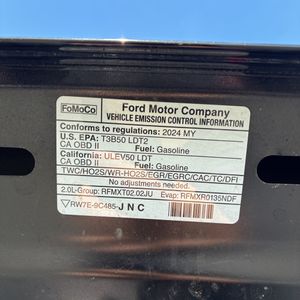 FoMoCo
Ford Motor Company
VEHICLE EMISSION CONTROL INFORMATION
Conforms to regulations: 2024 MY
U.S. EPA: T3B50 LDT2
CA OBD II Fuel: Gasoline
California: ULEV50 LDT
CA OBD II Fuel: Gasoline
TWC/HO2S/WR-HO2S/EGR/EGRC/CAC/TC/DFI
No adjustments needed.
2.0L-Group: RFMXT02.02JU Evap: RFMXR0135NDF
RW7E-9C485-JNC